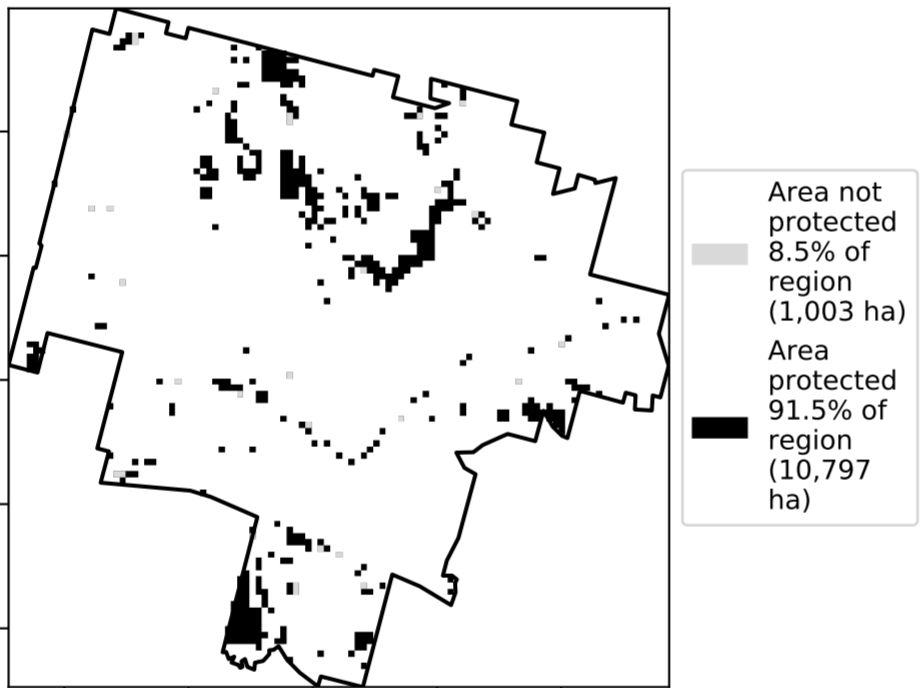 Area not
protected
8.5% of
region
(1,003 ha)
Area
protected
91.5% of
region
(10,797
ha)